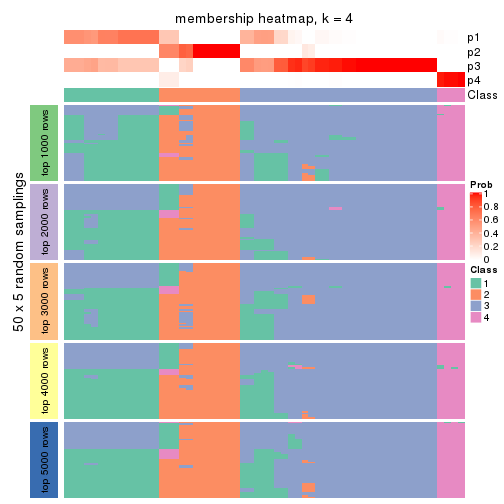 membership heatmap, k = 4
p1
p2
p3
p4
Class
50 x 5 random samplings
top 1000 rows
top 2000 rows
top 3000 rows
top 4000 rows
top 5000 rows
Prob
1
0.8
0.6
0.4
0.2
0
Class
1
2
3
4